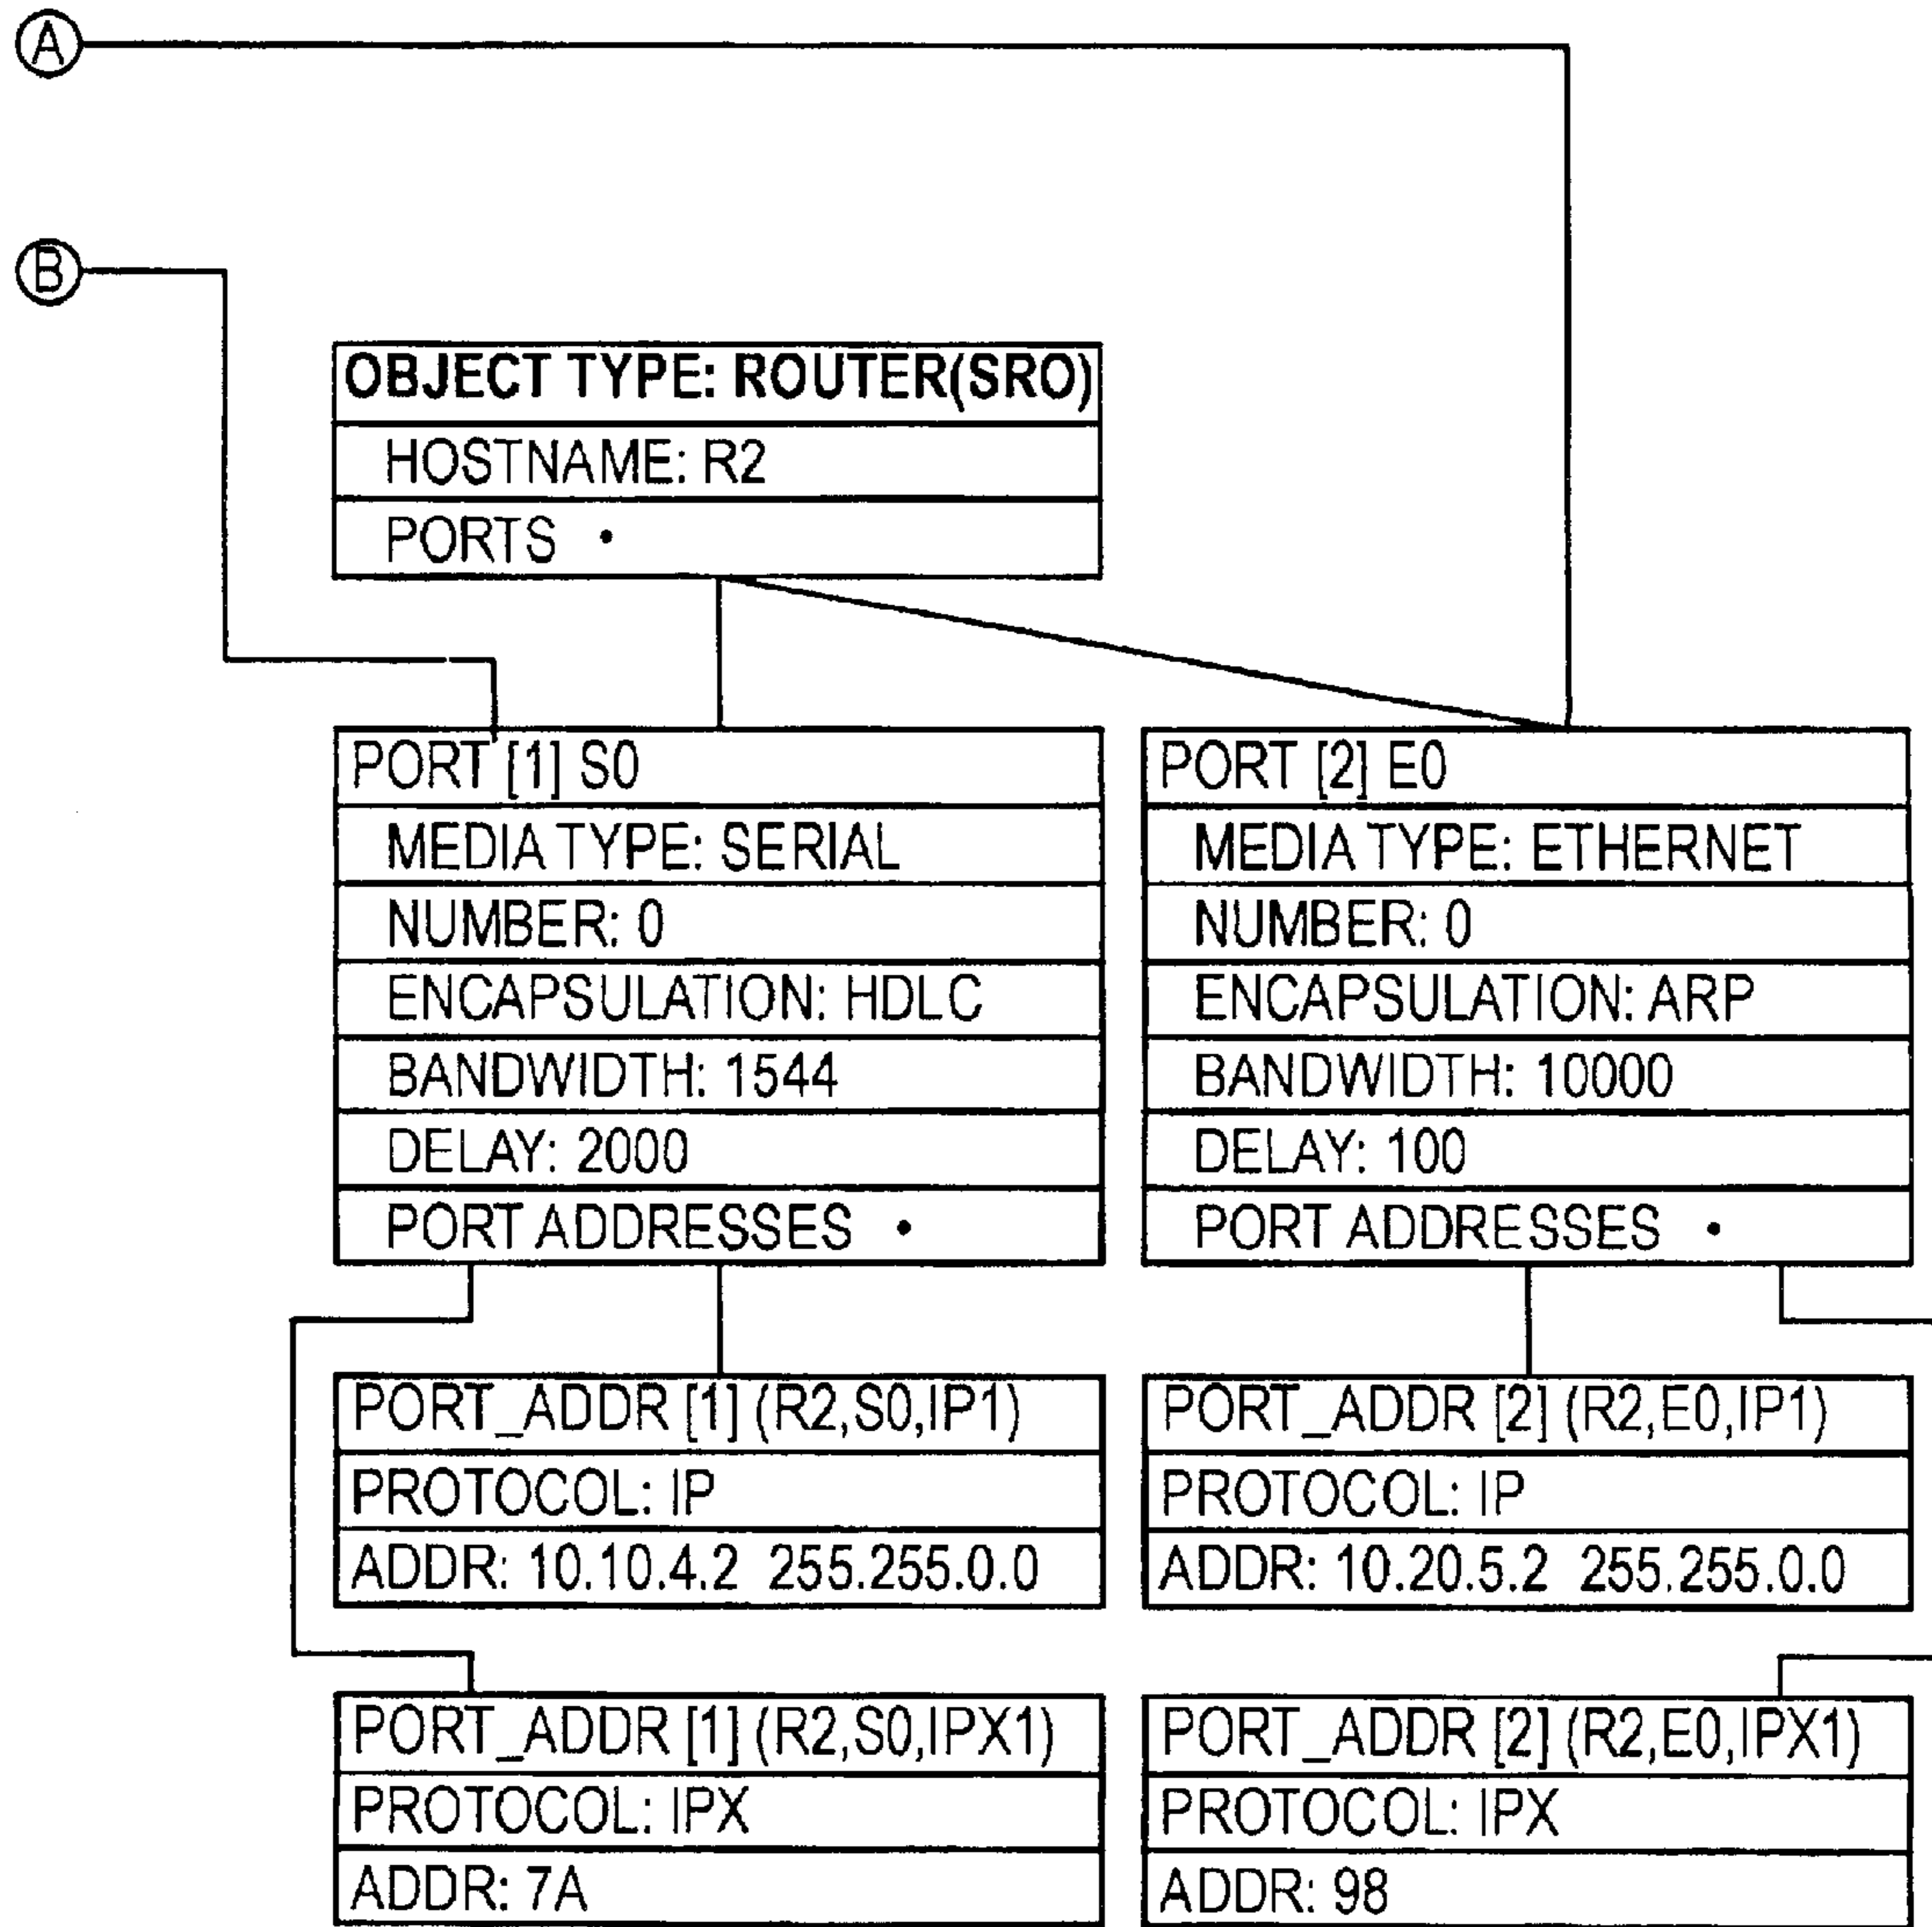 A
B
OBJECT TYPE: ROUTER(SRO)
HOSTNAME: R2
PORTS •
PORT [1] S0
MEDIA TYPE: SERIAL
NUMBER: 0
ENCAPSULATION: HDLC
BANDWIDTH: 1544
DELAY: 2000
PORT ADDRESSES •
PORT [2] E0
MEDIA TYPE: ETHERNET
NUMBER: 0
ENCAPSULATION: ARP
BANDWIDTH: 10000
DELAY: 100
PORT ADDRESSES •
PORT_ADDR [1] (R2,S0,IP1)
PROTOCOL: IP
ADDR: 10.10.4.2 255.255.0.0
PORT_ADDR [2] (R2,E0,IP1)
PROTOCOL: IP
ADDR: 10.20.5.2 255.255.0.0
PORT_ADDR [1] (R2,S0,IPX1)
PROTOCOL: IPX
ADDR: 7A
PORT_ADDR [2] (R2,E0,IPX1)
PROTOCOL: IPX
ADDR: 98